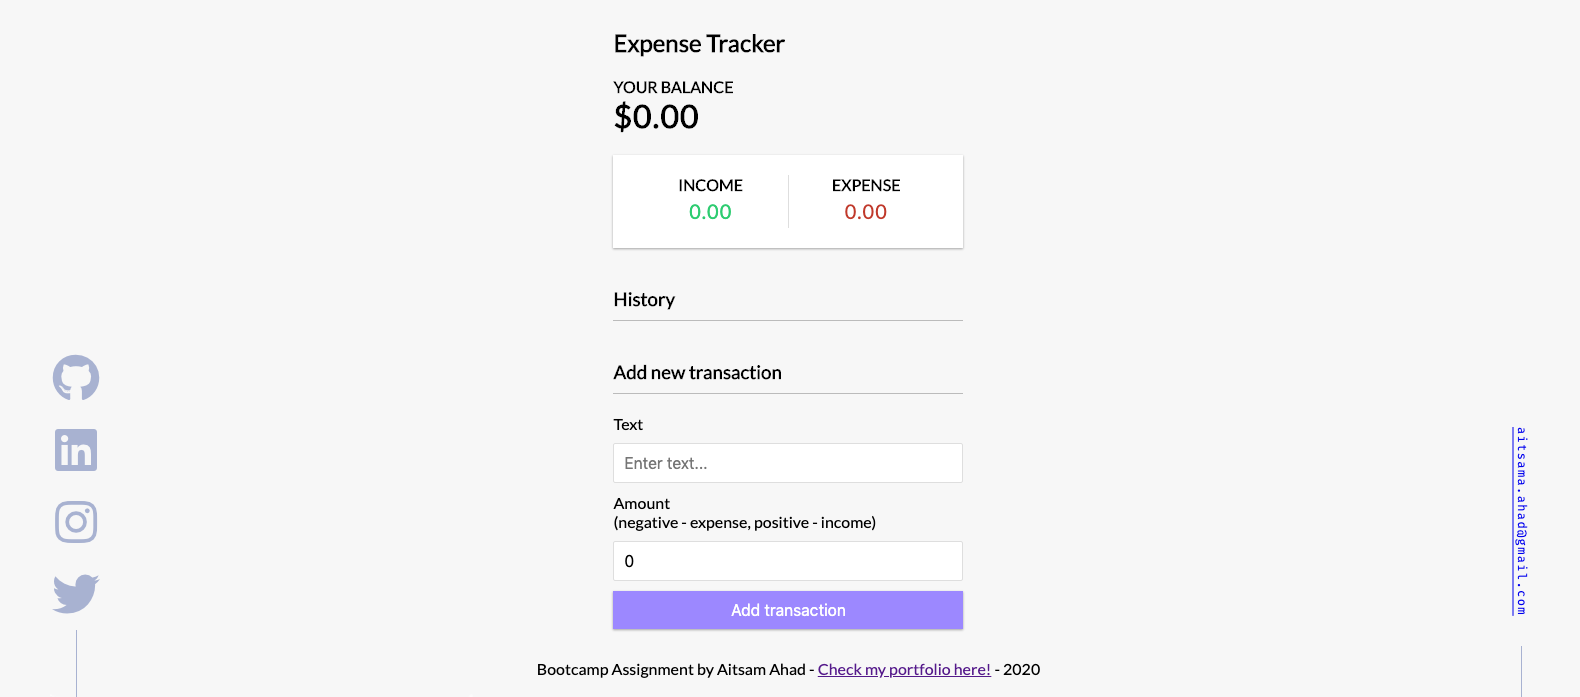 Expense Tracker
YOUR BALANCE
$0.00
INCOME
0.00
EXPENSE
0.00
History
Add new transaction
Text
Enter text...
Amount
(negative - expense, positive - income)
0
Add transaction
Bootcamp Assignment by Aitsam Ahad - Check my portfolio here! - 2020
aitsama.ahad@gmail.com